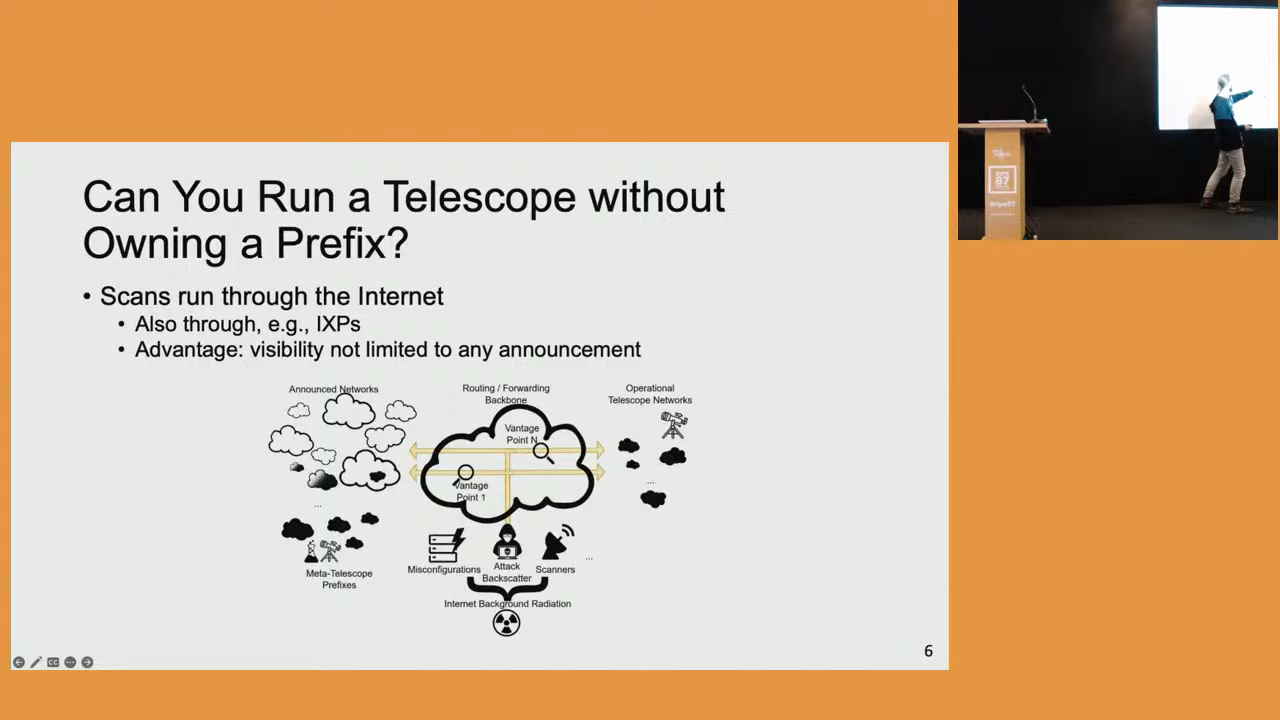 Can You Run a Telescope without
Owning a Prefix?
• Scans run through the Internet
• Also through, e.g., IXPs
• Advantage: visibility not limited to any announcement
Announced Networks
Routing / Forwarding
Backbone
Operational
Telescope Networks
Vantage
Point N
Vantage
Point 1
...
...
Meta-Telescope
Prefixes
Misconfigurations
Attack
Backscatter
Scanners
...
Internet Background Radiation
6
CC
#ripe87